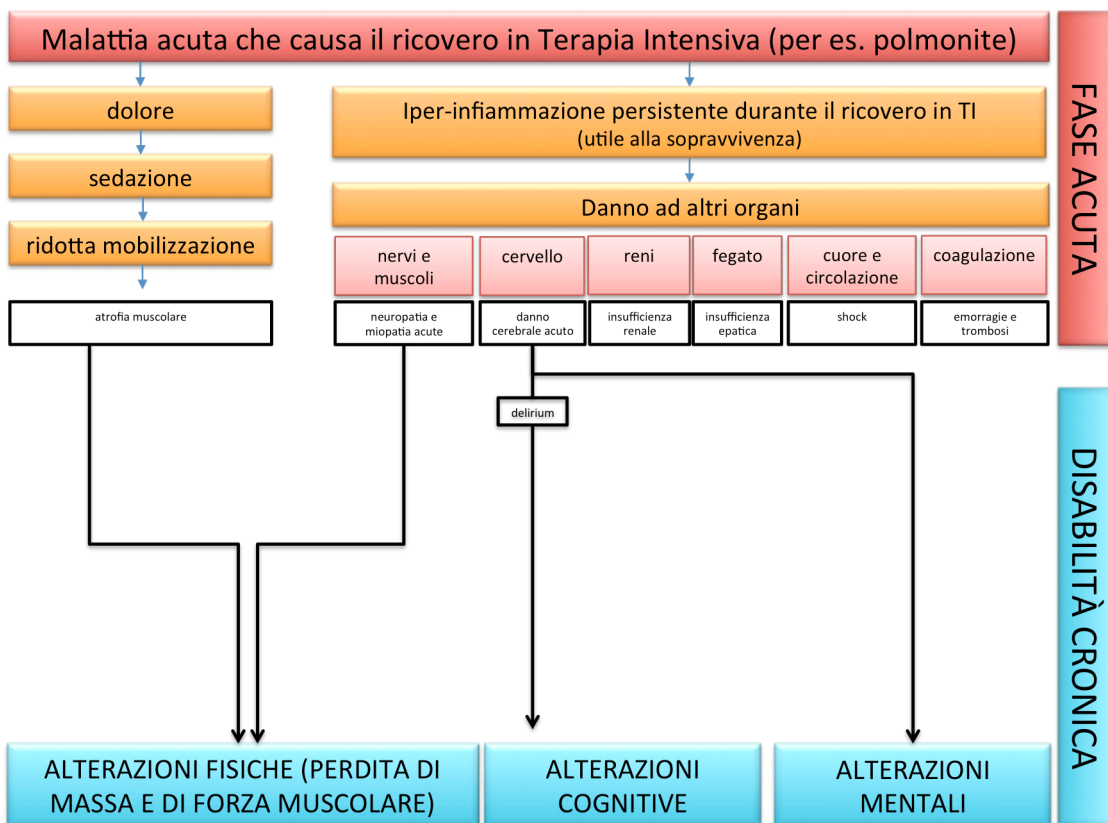 Malattia acuta che causa il ricovero in Terapia Intensiva (per es. polmonite)
dolore
sedazione
ridotta mobilizzazione
atrofia muscolare
Iper-infiammazione persistente durante il ricovero in TI
(utile alla sopravvivenza)
Danno ad altri organi
nervi e
muscoli
cervello
reni
fegato
cuore e
circolazione
coagulazione
neuropatia e
miopatia acute
danno
cerebrale acuto
insufficienza
renale
insufficienza
epatica
shock
emorragie e
trombosi
delirium
ALTERAZIONI FISICHE (PERDITA DI
MASSA E DI FORZA MUSCOLARE)
ALTERAZIONI
COGNITIVE
ALTERAZIONI
MENTALI
FASE ACUTA
DISABILITÀ CRONICA